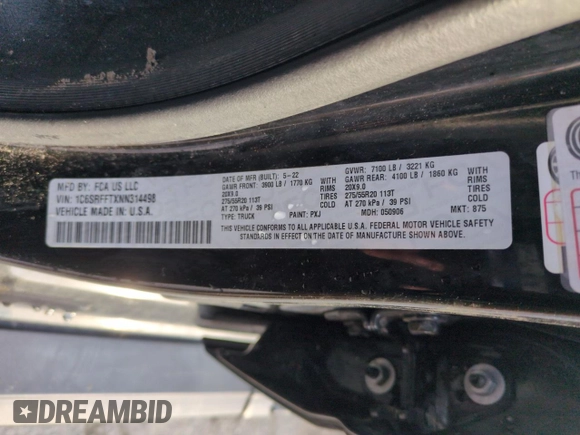 MFD BY: FCA US LLC
VIN: 1C6SRFFTXNN314498
VEHICLE MADE IN: U.S.A.
DATE OF MFR (BUILT): 5-22
GAWR FRONT: 3900 LB / 1770 KG WITH
20X9.0 RIMS
275/55R20 113T TIRES
AT 270 kPa / 39 PSI COLD
TYPE: TRUCK PAINT: PXJ
GVWR: 7100 LB / 3221 KG
GAWR REAR: 4100 LB / 1860 KG WITH
20X9.0 RIMS
275/55R20 113T TIRES
AT 270 kPa / 39 PSI COLD
MDH: 050906 MKT: 875
THIS VEHICLE CONFORMS TO ALL APPLICABLE U.S.A. FEDERAL MOTOR VEHICLE SAFETY
STANDARDS IN EFFECT ON THE DATE OF MANUFACTURE SHOWN ABOVE.
DREAMBID